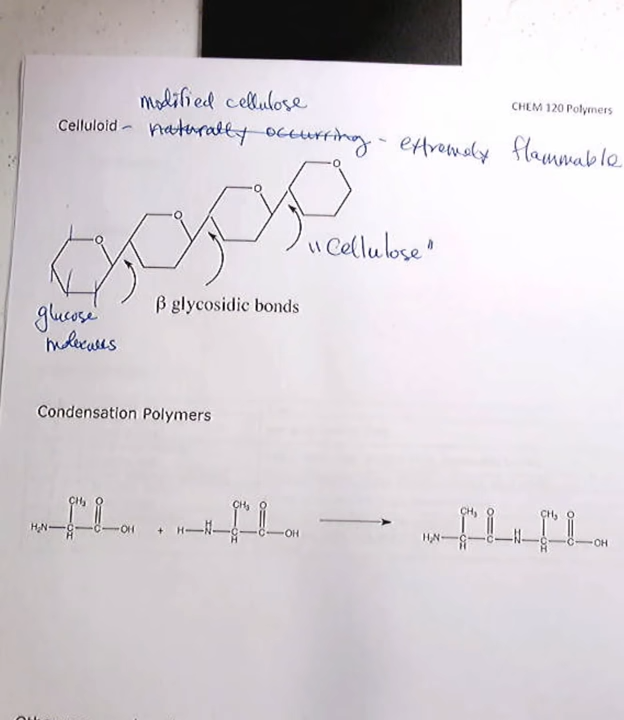 CHEM 120 Polymers
modified cellulose
Celluloid – naturally occurring – extremely flammable
O
O
O
O
"Cellulose"
β glycosidic bonds
glucose
molecules
Condensation Polymers
CH₃ O CH₃ O CH₃ O CH₃ O
H₂N C C OH + H N C C OH H₂N C C N C C OH
H H H H H H